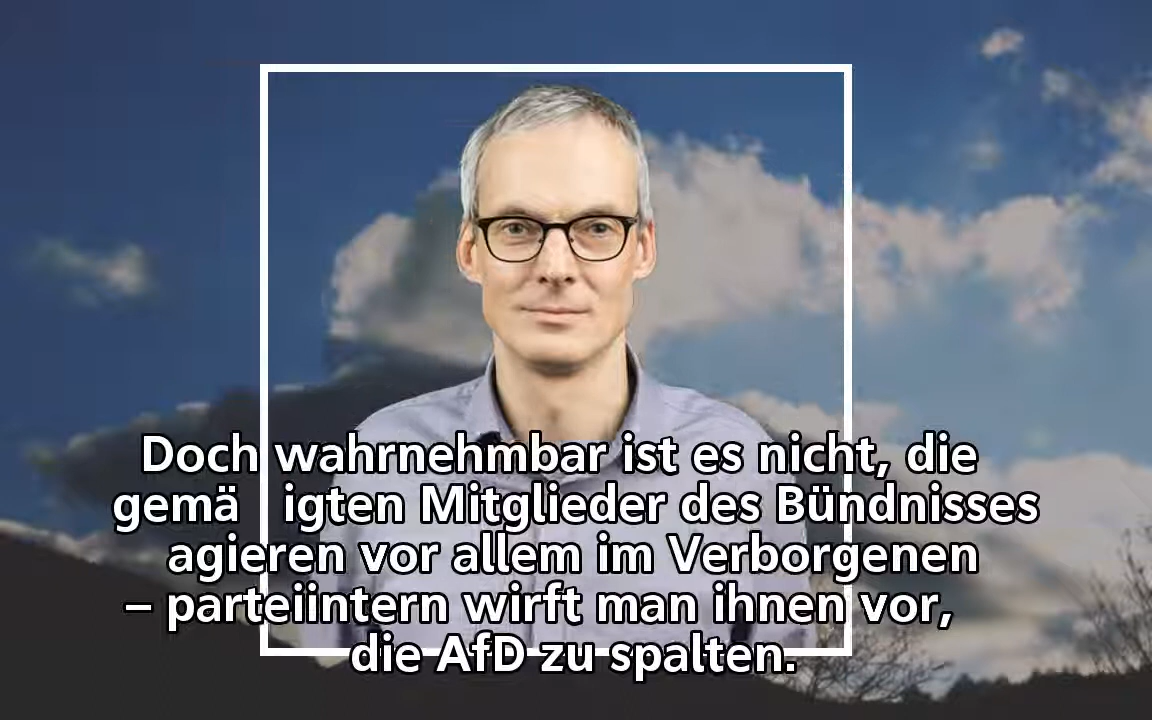 Doch wahrnehmbar ist es nicht, die
gemä igten Mitglieder des Bündnisses
agieren vor allem im Verborgenen
– parteiintern wirft man ihnen vor,
die AfD zu spalten.